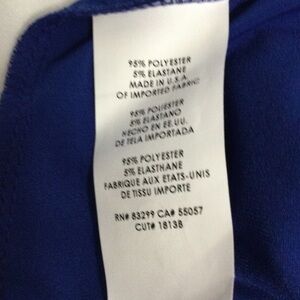 95% POLYESTER
5% ELASTANE
MADE IN U.S.A.
OF IMPORTED FABRIC
95% POLIESTER
5% ELASTANO
HECHO EN EE.UU.
DE TELA IMPORTADA
95% POLYESTER
5% ELASTHANE
FABRIQUE AUX ETATS-UNIS
DE TISSU IMPORTE
RN# 83299 CA# 55057
CUT# 18138